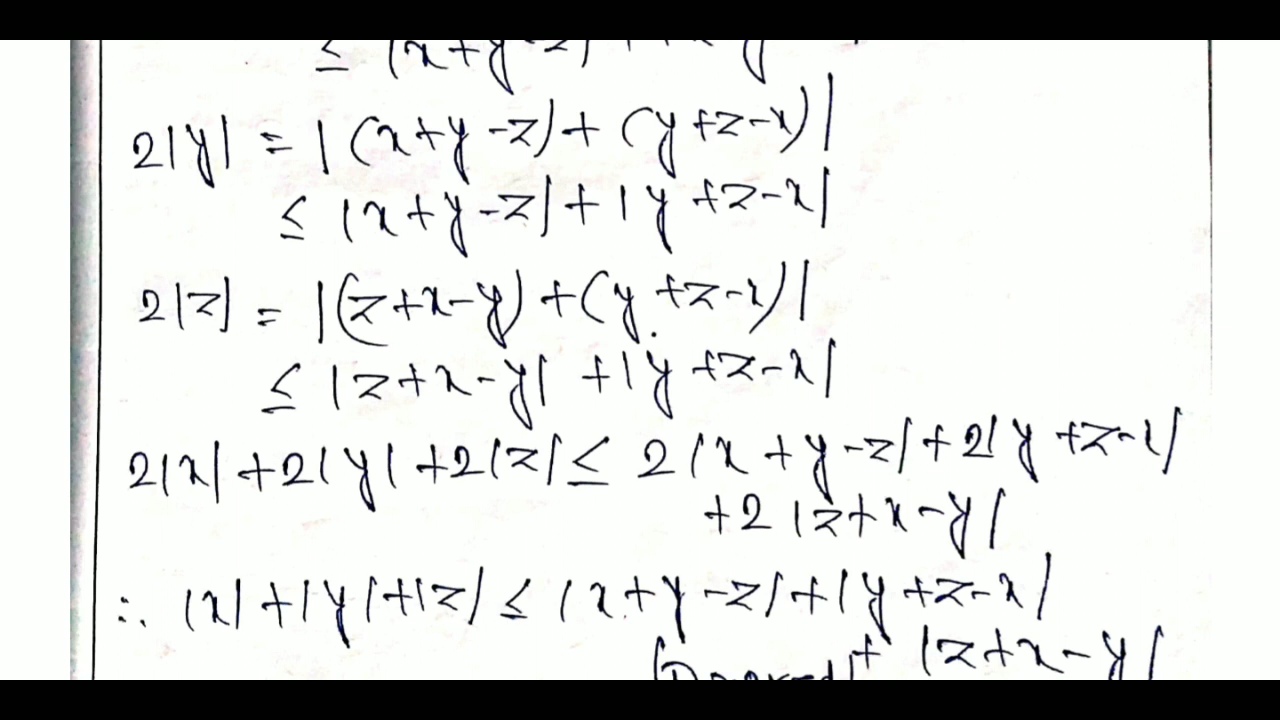 ≤ |x+y-z| +
2|y| = |(x+y-z)+(y+z-x)|
≤ |x+y-z|+|y+z-x|
2|z| = |(z+x-y)+(y+z-x)|
≤ |z+x-y|+|y+z-x|
2|x|+2|y|+2|z| ≤ 2|x+y-z|+2|y+z-x|
+2|z+x-y|
∴ |x|+|y|+|z| ≤ |x+y-z|+|y+z-x|
+|z+x-y|